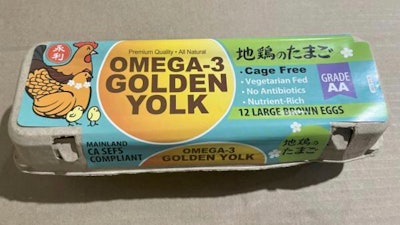 永利
Premium Quality • All Natural
OMEGA-3
GOLDEN
YOLK
地鶏のたまご
• Cage Free
• Vegetarian Fed
• No Antibiotics
• Nutrient-Rich
GRADE
AA
12 LARGE BROWN EGGS
MAINLAND
CA SEFS
COMPLIANT
OMEGA-3
GOLDEN YOLK
地鶏のたまご